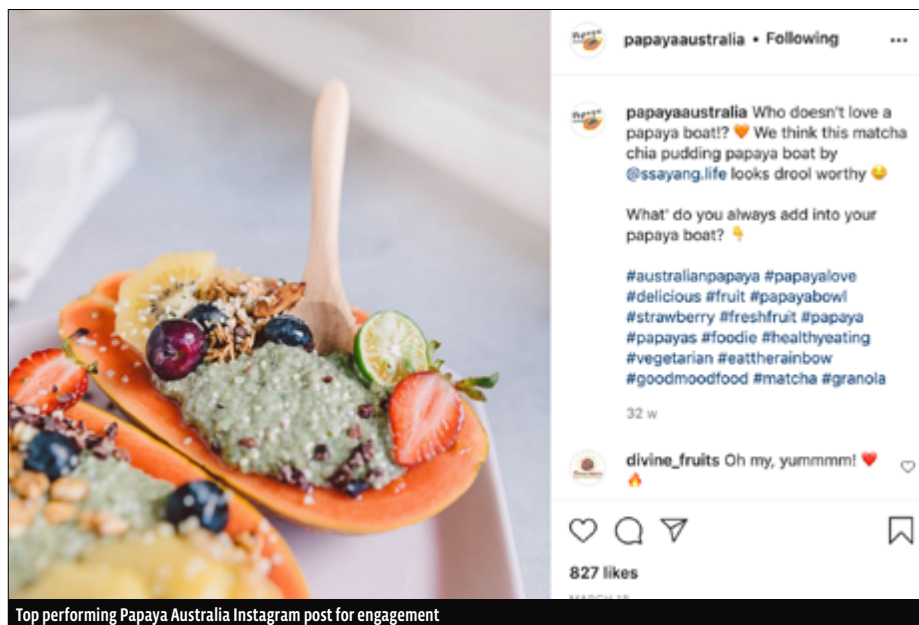 papayaaustralia • Following
papayaaustralia Who doesn't love a
papaya boat!? 🧡 We think this matcha
chia pudding papaya boat by
@ssayang.life looks drool worthy 😋
What' do you always add into your
papaya boat? 👇
#australianpapaya #papayalove
#delicious #fruit #papayabowl
#strawberry #freshfruit #papaya
#papayas #foodie #healthyeating
#vegetarian #eattherainbow
#goodmoodfood #matcha #granola
32 w
divine_fruits Oh my, yummmm! ❤️
🔥
827 likes
MARCH 18
Top performing Papaya Australia Instagram post for engagement